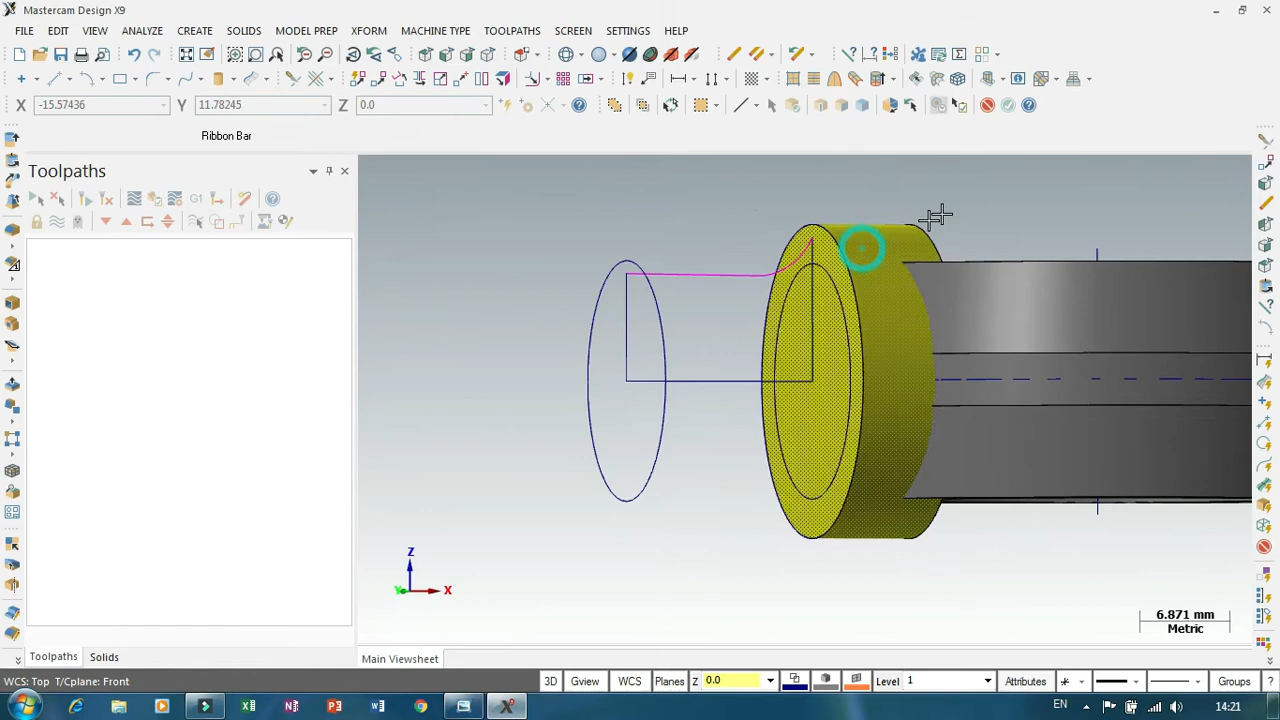 Mastercam Design X9
FILE EDIT VIEW ANALYZE CREATE SOLIDS MODEL PREP XFORM MACHINE TYPE TOOLPATHS SCREEN SETTINGS HELP
X -15.57436 Y 11.78245 Z 0.0
Ribbon Bar
Toolpaths
G1
Z
Y X
6.871 mm
Metric
Toolpaths Solids Main Viewsheet
WCS: Top T/Cplane: Front 3D Gview WCS Planes Z 0.0 Level 1 Attributes Groups
EN 14:21